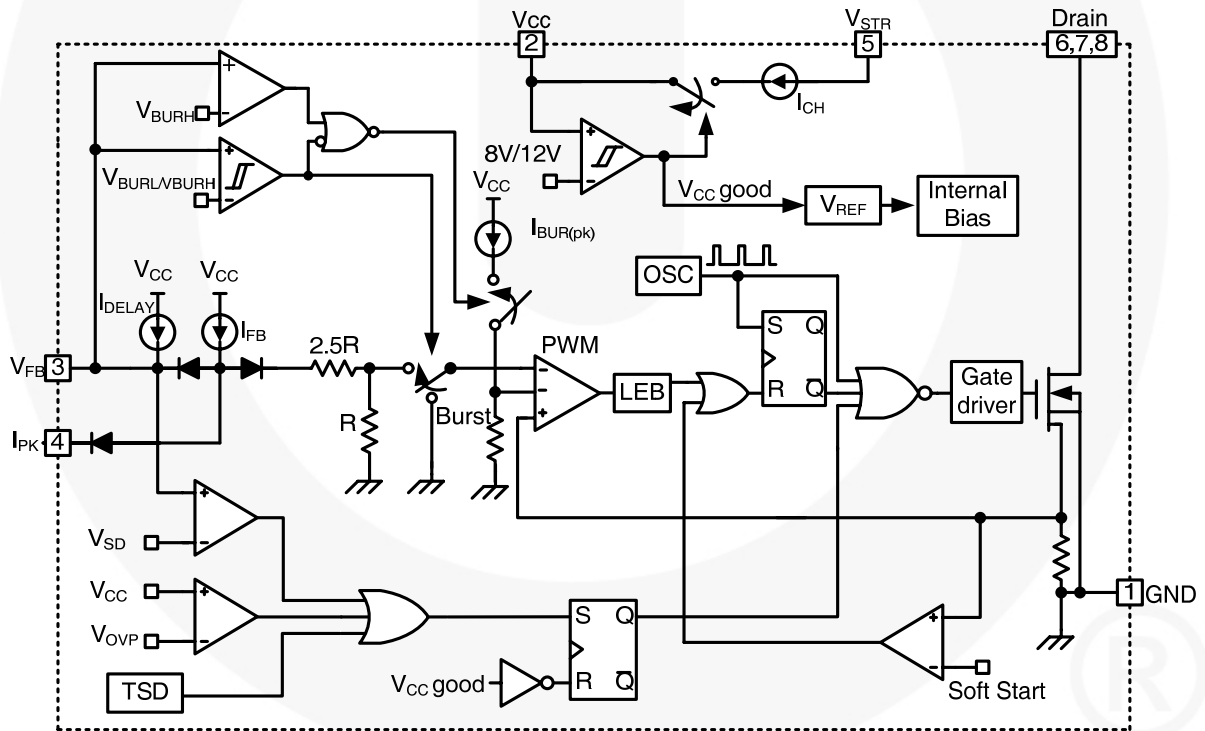 Vcc
VSTR
Drain
2
5
6,7,8
+
VBURH
-
ICH
+
VBURL/VBURH
-
8V/12V
+
-
VCC
VCC good
VREF
Internal
Bias
IBUR(pk)
OSC
VCC
VCC
IDELAY
IFB
S
Q
VFB
3
2.5R
PWM
-
-
+
LEB
R
Q
Gate
driver
IPK
4
R
Burst
+
VSD
-
VCC
+
VOVP
-
S
Q
1
GND
+
-
TSD
VCC good
R
Q
Soft Start
®